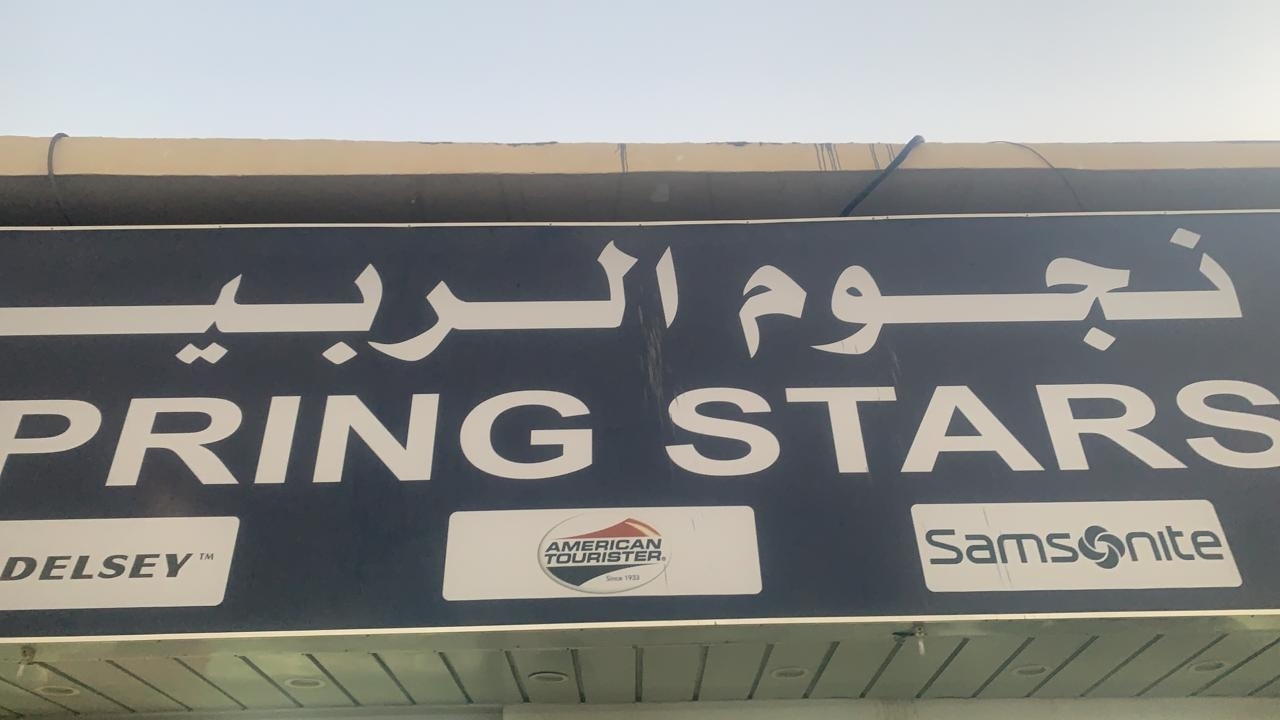 نجوم الربيـ
PRING STARS
DELSEY™
AMERICAN
TOURISTER®
Since 1933
Samsonite